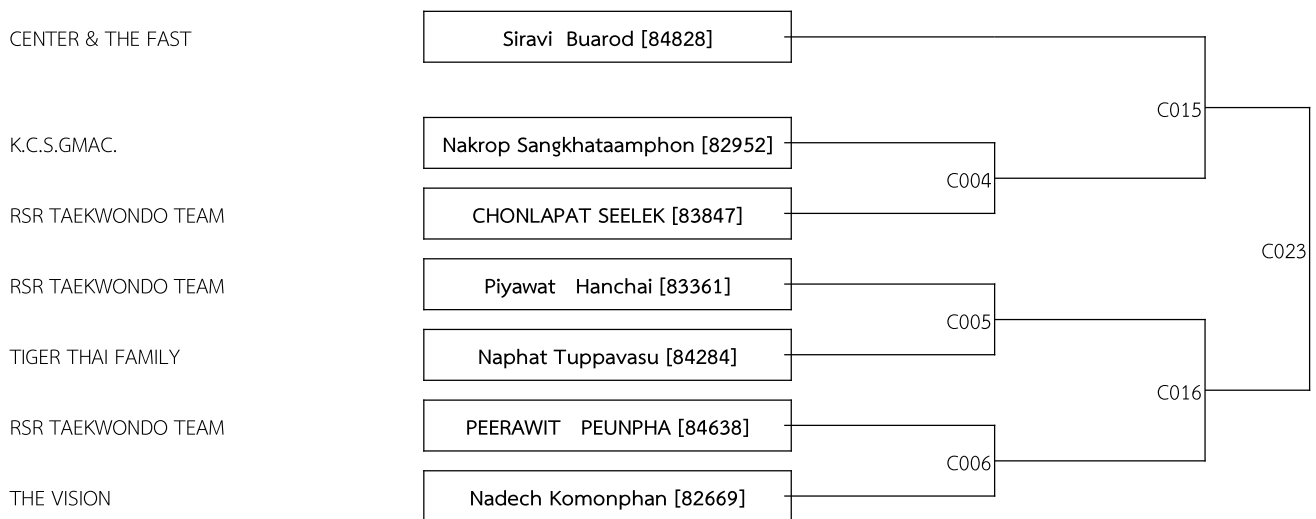 CENTER & THE FAST
Siravi Buarod [84828]
C015
K.C.S.GMAC.
Nakrop Sangkhataamphon [82952]
C004
RSR TAEKWONDO TEAM
CHONLAPAT SEELEK [83847]
C023
RSR TAEKWONDO TEAM
Piyawat Hanchai [83361]
C005
TIGER THAI FAMILY
Naphat Tuppavasu [84284]
C016
RSR TAEKWONDO TEAM
PEERAWIT PEUNPHA [84638]
C006
THE VISION
Nadech Komonphan [82669]